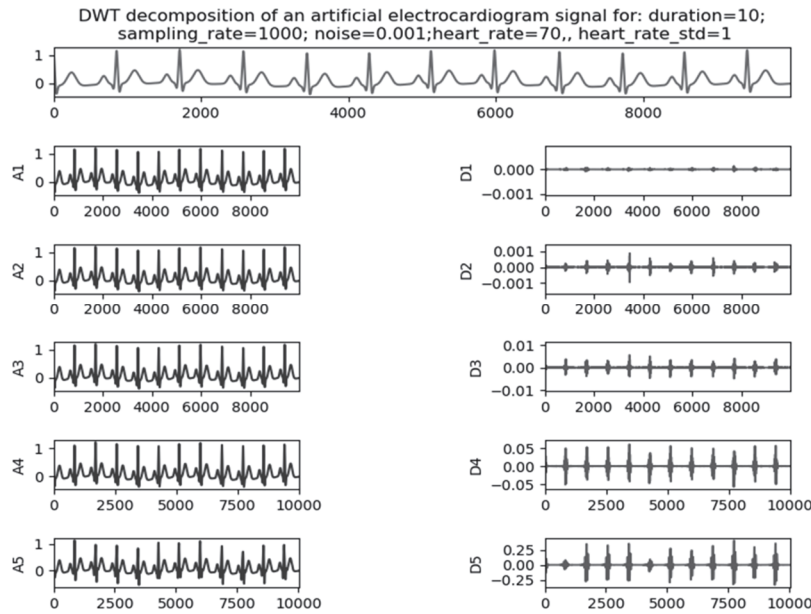 DWT decomposition of an artificial electrocardiogram signal for: duration=10;
sampling_rate=1000; noise=0.001;heart_rate=70,, heart_rate_std=1
1
0
0 2000 4000 6000 8000
A1
1
0
0 2000 4000 6000 8000
D1
0.000
−0.001
0 2000 4000 6000 8000
A2
1
0
0 2000 4000 6000 8000
D2
0.001
0.000
−0.001
0 2000 4000 6000 8000
A3
1
0
0 2000 4000 6000 8000
D3
0.01
0.00
−0.01
0 2000 4000 6000 8000
A4
1
0
0 2500 5000 7500 10000
D4
0.05
0.00
−0.05
0 2500 5000 7500 10000
A5
1
0
0 2500 5000 7500 10000
D5
0.25
0.00
−0.25
0 2500 5000 7500 10000